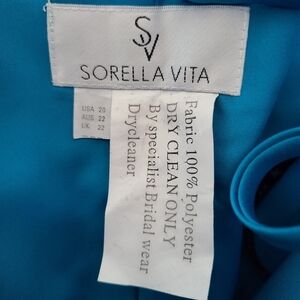 SV
SORELLA VITA
USA 20
AUS 22
UK 22
Fabric 100% Polyester
DRY CLEAN ONLY
By specialist Bridal wear
Drycleaner